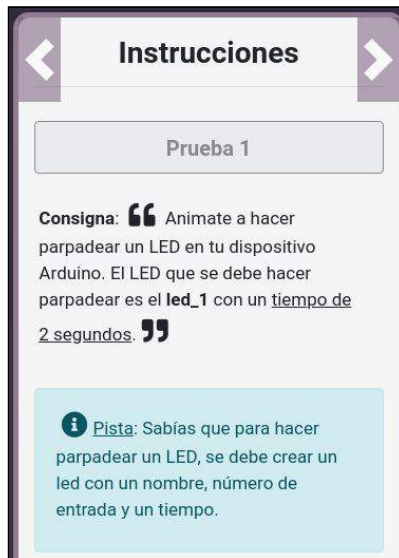 Instrucciones
Prueba 1
Consigna: ❝ Animate a hacer
parpadear un LED en tu dispositivo
Arduino. El LED que se debe hacer
parpadear es el led_1 con un tiempo de
2 segundos. ❞
Pista: Sabías que para hacer
parpadear un LED, se debe crear un
led con un nombre, número de
entrada y un tiempo.